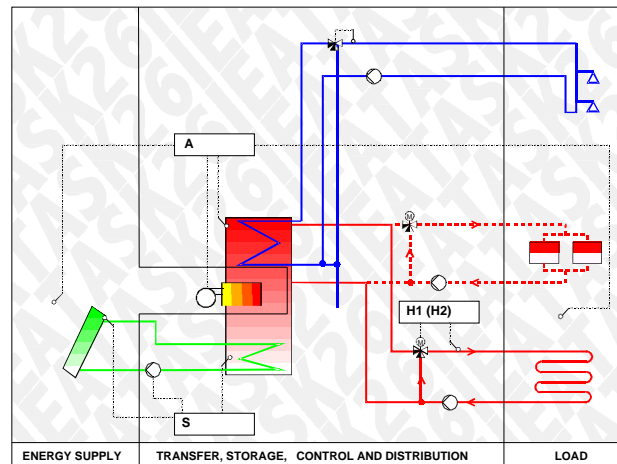 A
M
H1 (H2)
M
S
ENERGY SUPPLY
TRANSFER, STORAGE, CONTROL AND DISTRIBUTION
LOAD